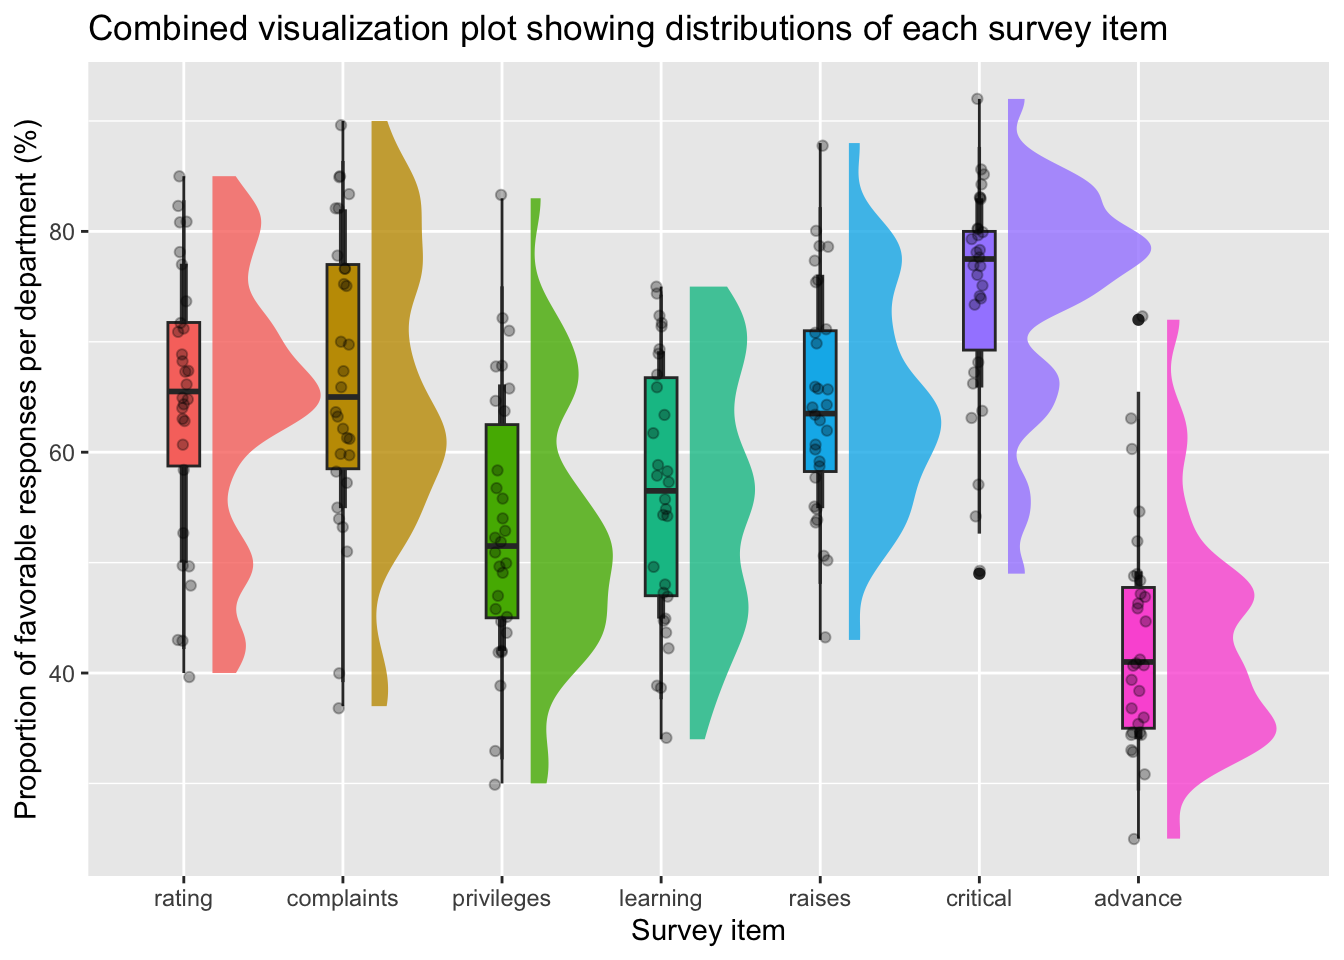 Combined visualization plot showing distributions of each survey item
Proportion of favorable responses per department (%)
80
60
40
rating complaints privileges learning raises critical advance
Survey item